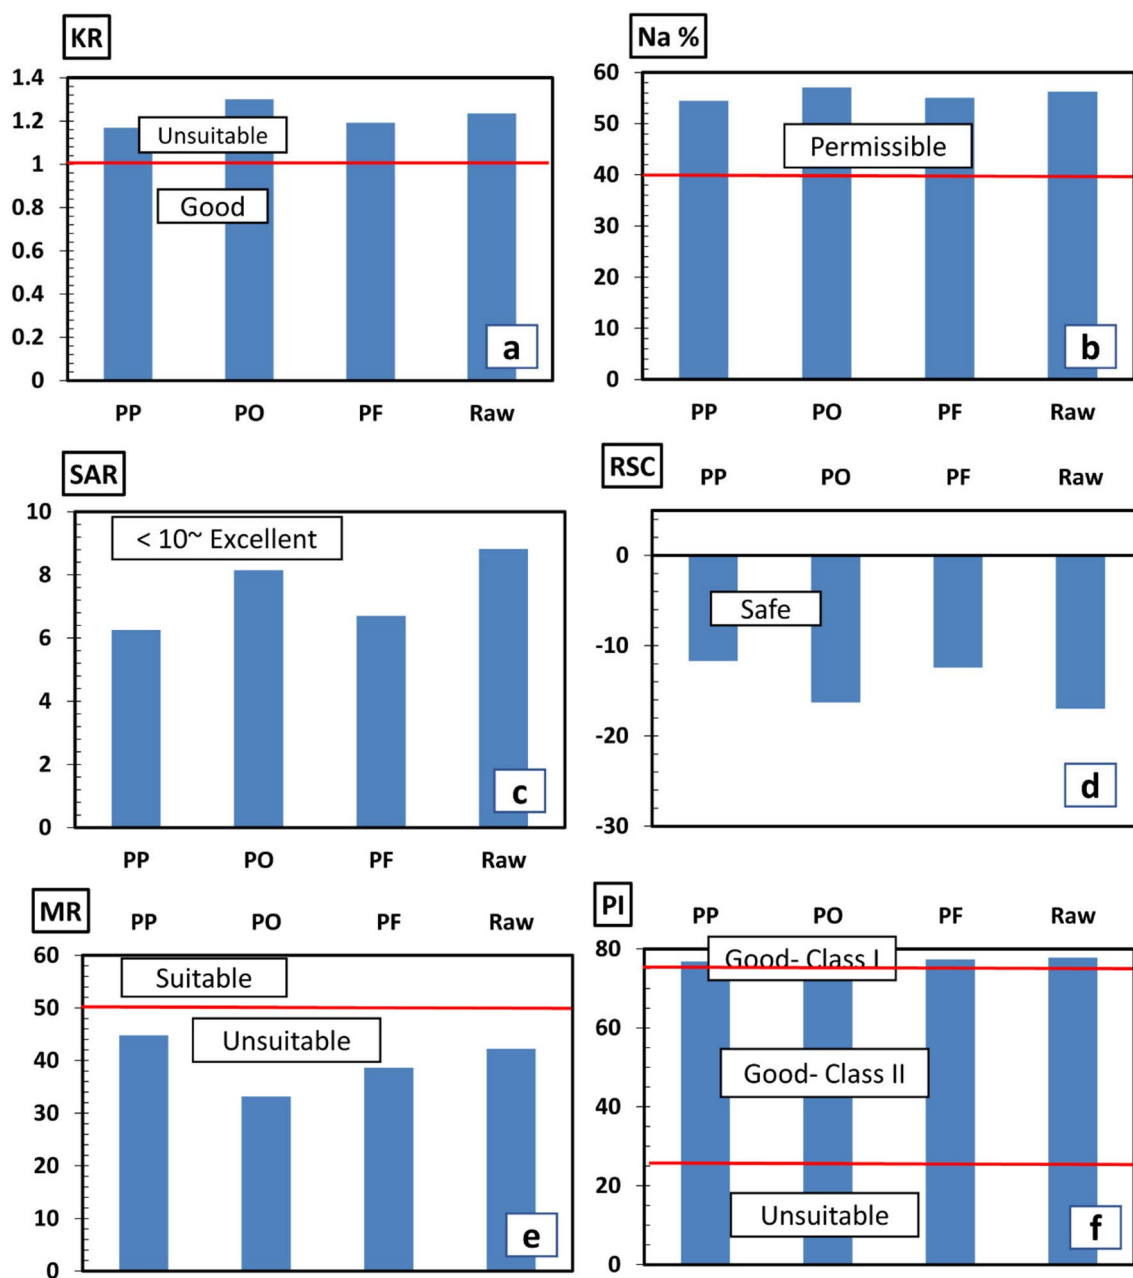 KR
1.4
1.2
1
0.8
0.6
0.4
0.2
0
Unsuitable
Good
a
PP PO PF Raw
Na %
60
50
40
30
20
10
0
Permissible
b
PP PO PF Raw
SAR
10
8
6
4
2
0
< 10~ Excellent
c
PP PO PF Raw
RSC
PP PO PF Raw
0
-10
-20
-30
Safe
d
MR
PP PO PF Raw
60
50
40
30
20
10
0
Suitable
Unsuitable
e
PI
PP PO PF Raw
80
60
40
20
0
Good- Class I
Good- Class II
Unsuitable
f